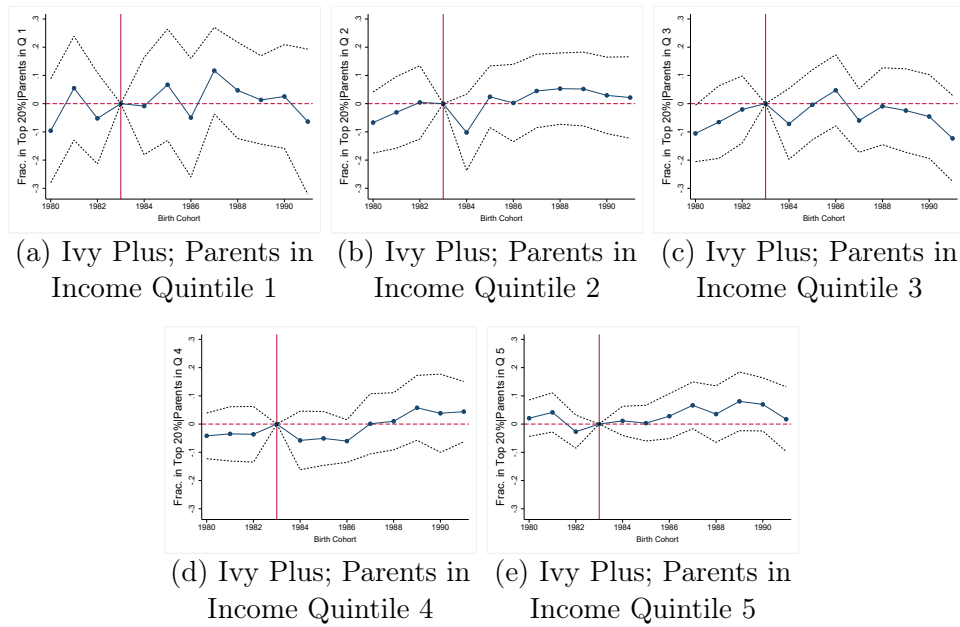 Frac. in Top 20%|Parents in Q 1
.3
.2
.1
0
-.1
-.2
-.3
1980 1982 1984 1986 1988 1990
Birth Cohort
(a) Ivy Plus; Parents in
Income Quintile 1
Frac. in Top 20%|Parents in Q 2
.3
.2
.1
0
-.1
-.2
-.3
1980 1982 1984 1986 1988 1990
Birth Cohort
(b) Ivy Plus; Parents in
Income Quintile 2
Frac. in Top 20%|Parents in Q 3
.3
.2
.1
0
-.1
-.2
-.3
1980 1982 1984 1986 1988 1990
Birth Cohort
(c) Ivy Plus; Parents in
Income Quintile 3
Frac. in Top 20%|Parents in Q 4
.3
.2
.1
0
-.1
-.2
-.3
1980 1982 1984 1986 1988 1990
Birth Cohort
(d) Ivy Plus; Parents in
Income Quintile 4
Frac. in Top 20%|Parents in Q 5
.3
.2
.1
0
-.1
-.2
-.3
1980 1982 1984 1986 1988 1990
Birth Cohort
(e) Ivy Plus; Parents in
Income Quintile 5